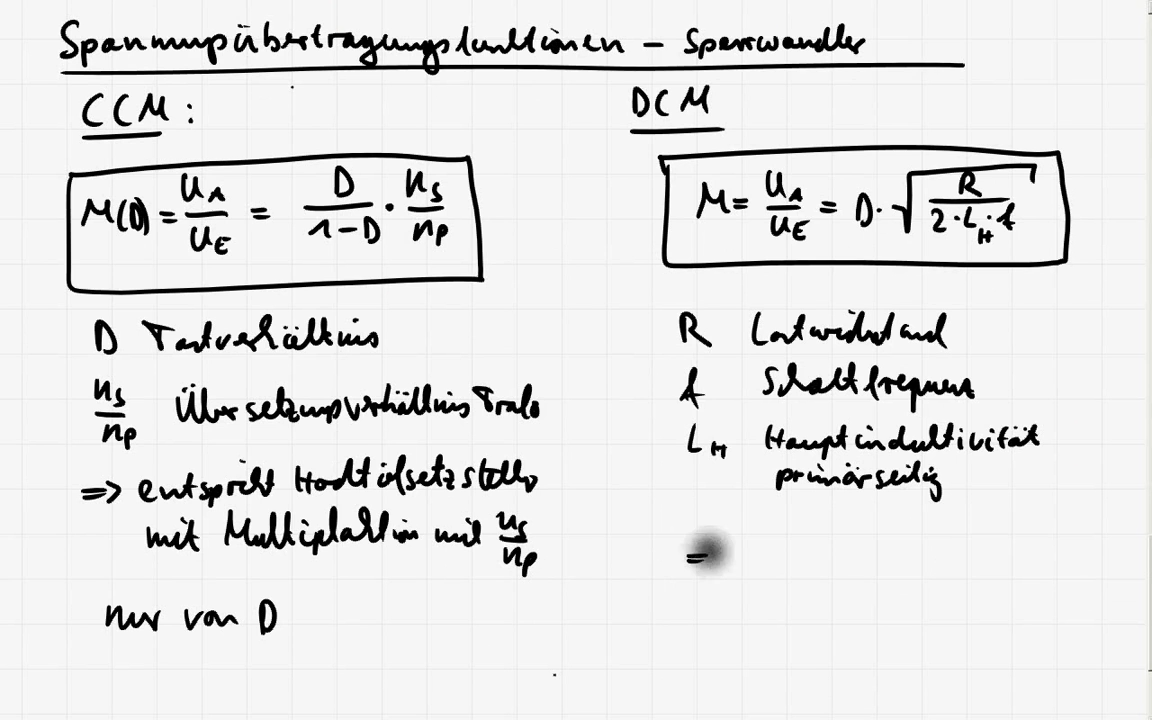 Spannungsübertragungsfunktionen – Sperrwandler
CCM:
M(D) = U_A/U_E = D/(1-D) · n_s/n_p
D Tastverhältnis
n_s/n_p Übersetzungsverhältnis Trafo
=> entspricht Hochtiefsetzsteller
mit Multiplikation mit n_s/n_p
nur von D
DCM
M = U_A/U_E = D · √(R/(2·L_H·f))
R Lastwiderstand
f Schaltfrequenz
L_H Hauptinduktivität
primärseitig
=